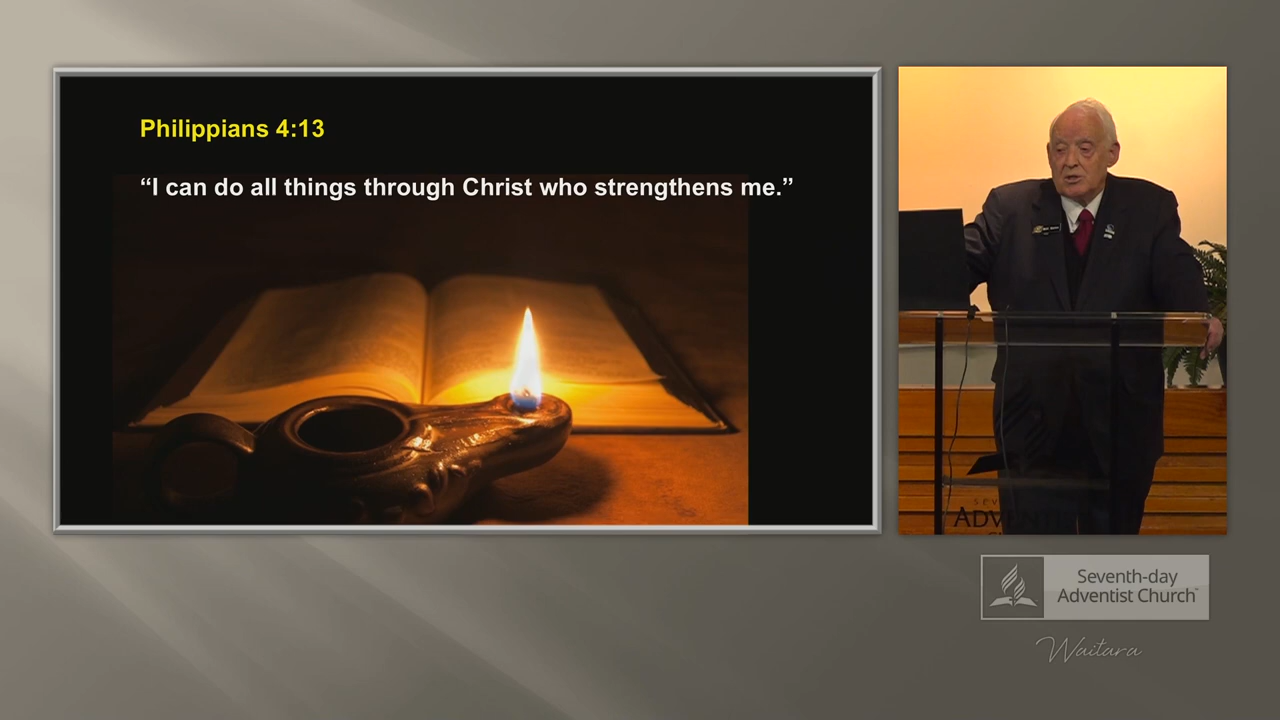 Philippians 4:13
“I can do all things through Christ who strengthens me.”
Seventh-day
Adventist Church
Waitara